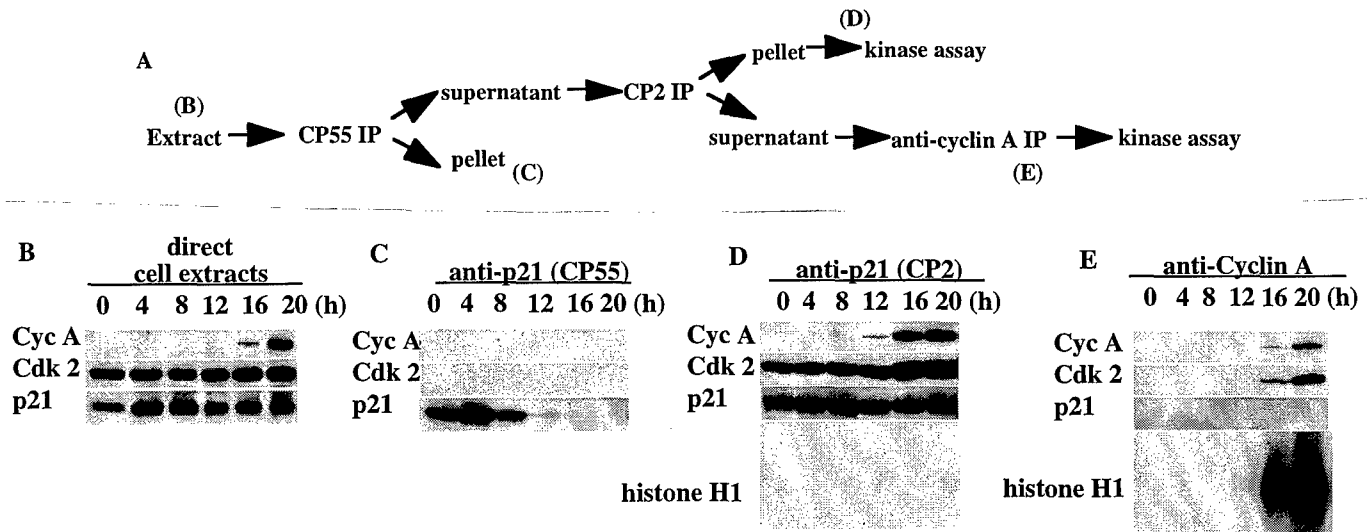 A
(B)
Extract
CP55 IP
supernatant
pellet
(C)
CP2 IP
(D)
pellet
kinase assay
supernatant
anti-cyclin A IP
(E)
kinase assay
B
direct
cell extracts
0 4 8 12 16 20 (h)
Cyc A
Cdk 2
p21
C
anti-p21 (CP55)
0 4 8 12 16 20 (h)
Cyc A
Cdk 2
p21
D
anti-p21 (CP2)
0 4 8 12 16 20 (h)
Cyc A
Cdk 2
p21
histone H1
E
anti-Cyclin A
0 4 8 12 16 20 (h)
Cyc A
Cdk 2
p21
histone H1